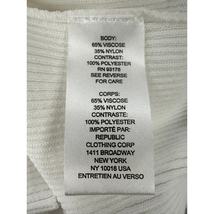 BODY:
65% VISCOSE
35% NYLON
CONTRAST:
100% POLYESTER
RN 93178
SEE REVERSE
FOR CARE
CORPS:
65% VISCOSE
35% NYLON
CONTRASTE:
100% POLYESTER
IMPORTÉ PAR:
REPUBLIC
CLOTHING CORP
1411 BROADWAY
NEW YORK
NY 10018 USA
ENTRETIEN AU VERSO